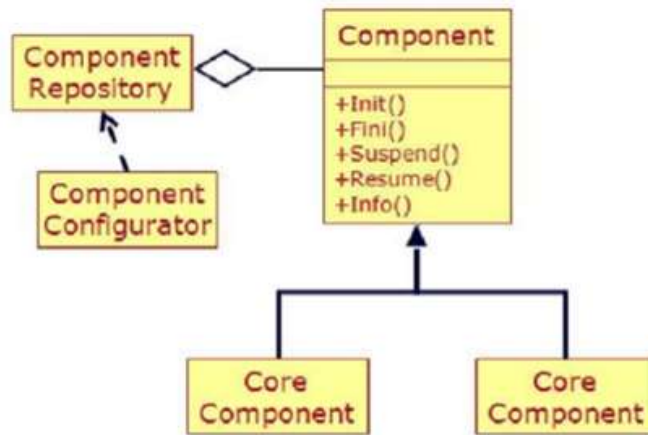 Component
Repository
Component
+Init()
+Fini()
+Suspend()
+Resume()
+Info()
Component
Configurator
Core
Component
Core
Component